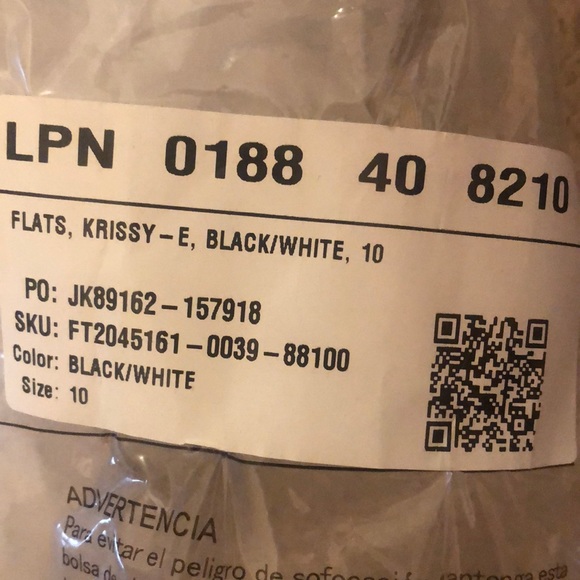 LPN 0188 40 8210
FLATS, KRISSY-E, BLACK/WHITE, 10
PO: JK89162-157918
SKU: FT2045161-0039-88100
Color: BLACK/WHITE
Size: 10
ADVERTENCIA
Para evitar el peligro de
bolsa